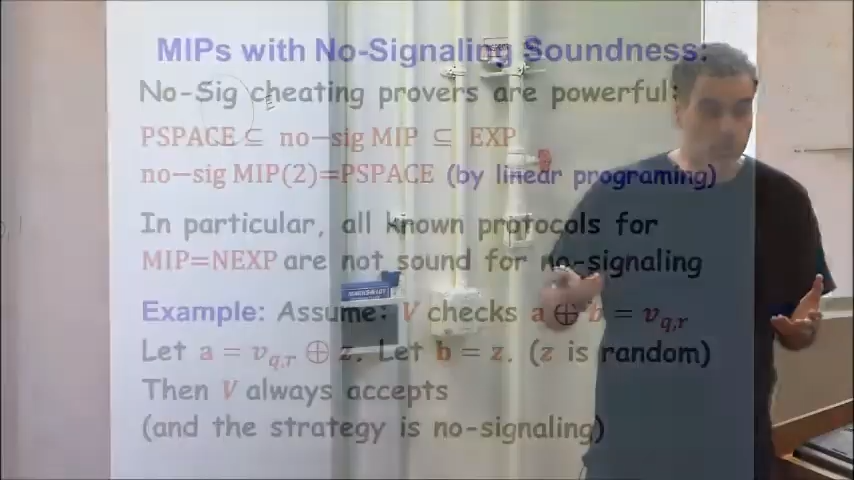 MIPs with No-Signaling Soundness:
No-Sig cheating provers are powerful:
PSPACE ⊆ no-sig MIP ⊆ EXP
no-sig MIP(2)=PSPACE (by linear programing)
In particular, all known protocols for
MIP=NEXP are not sound for no-signaling
Example: Assume: V checks a ⊕ b = v_{q,r}
Let a = v_{q,r} ⊕ z. Let b = z. (z is random)
Then V always accepts
(and the strategy is no-signaling)